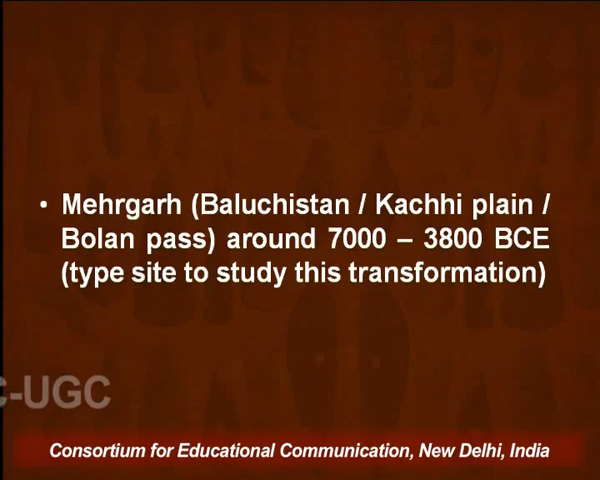 • Mehrgarh (Baluchistan / Kachhi plain /
Bolan pass) around 7000 – 3800 BCE
(type site to study this transformation)
C-UGC
Consortium for Educational Communication, New Delhi, India